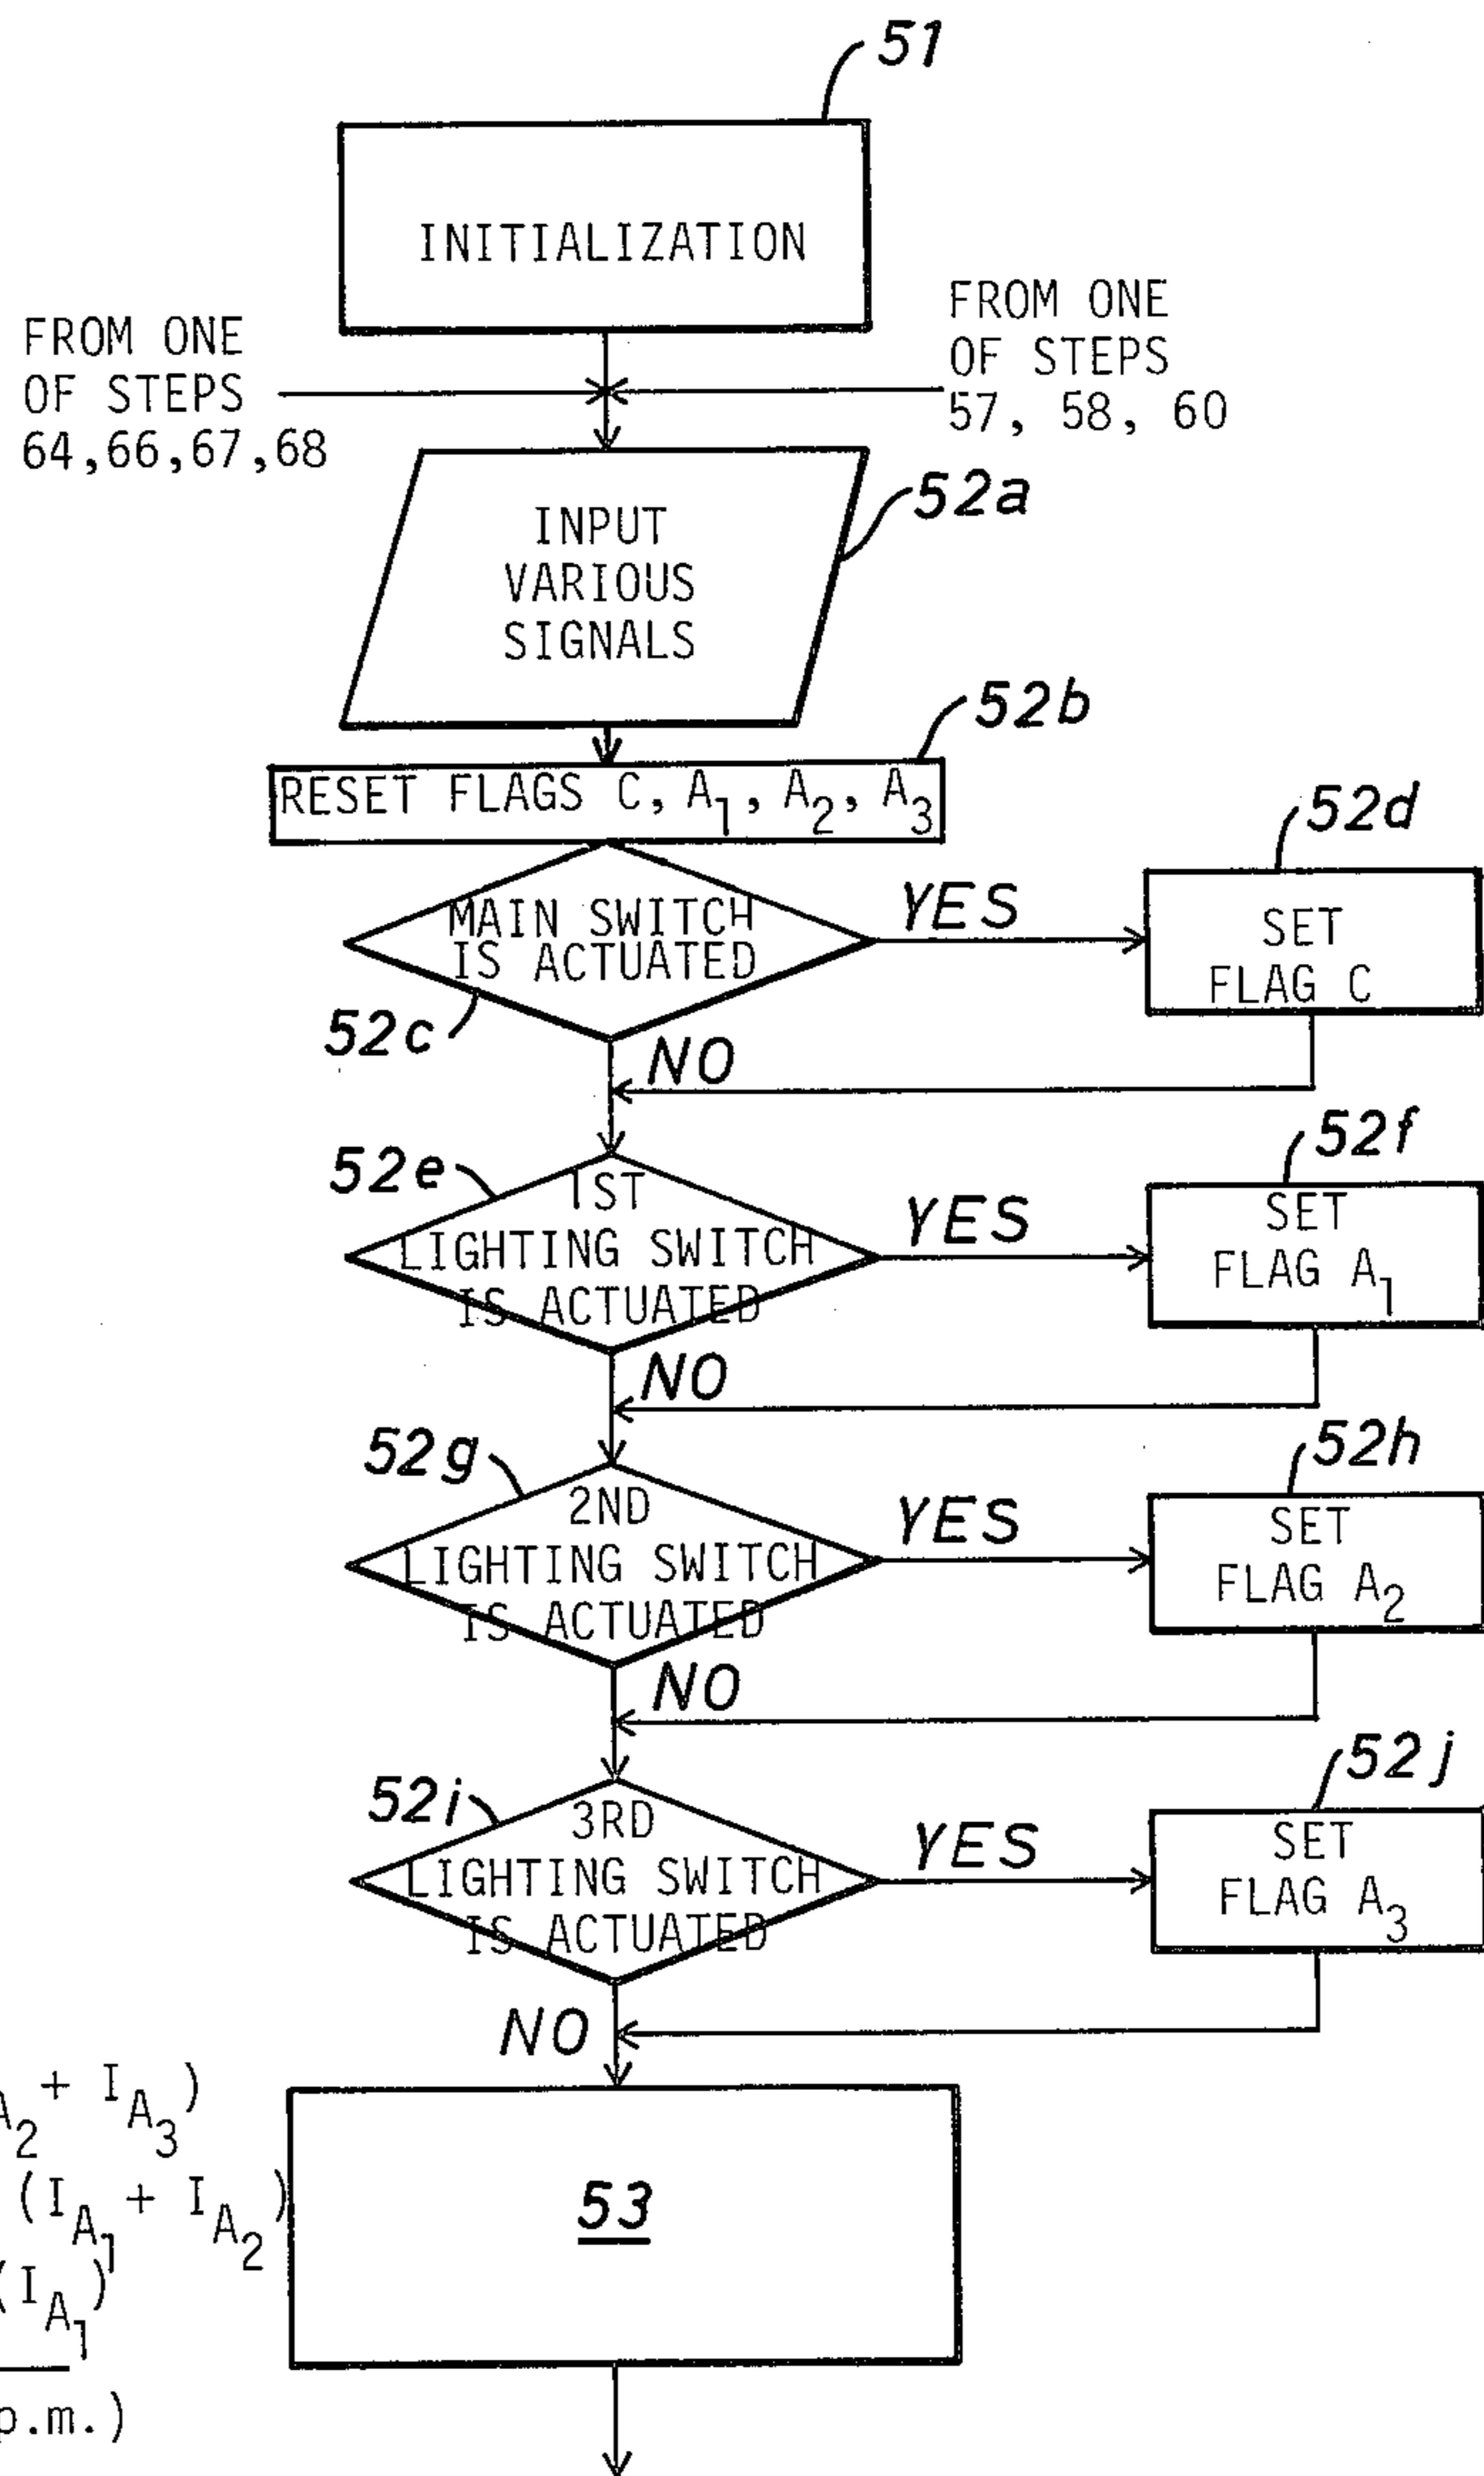 51
INITIALIZATION
FROM ONE
OF STEPS
64,66,67,68
FROM ONE
OF STEPS
57, 58, 60
INPUT
VARIOUS
SIGNALS
52a
52b
RESET FLAGS C, A1, A2, A3
MAIN SWITCH
IS ACTUATED
52c
YES
52d
SET
FLAG C
NO
52e
1ST
LIGHTING SWITCH
IS ACTUATED
YES
52f
SET
FLAG A1
NO
52g
2ND
LIGHTING SWITCH
IS ACTUATED
YES
52h
SET
FLAG A2
NO
52i
3RD
LIGHTING SWITCH
IS ACTUATED
YES
52j
SET
FLAG A3
NO
53
A2 + IA3)
(IA1 + IA2)
(IA1)
p.m.)